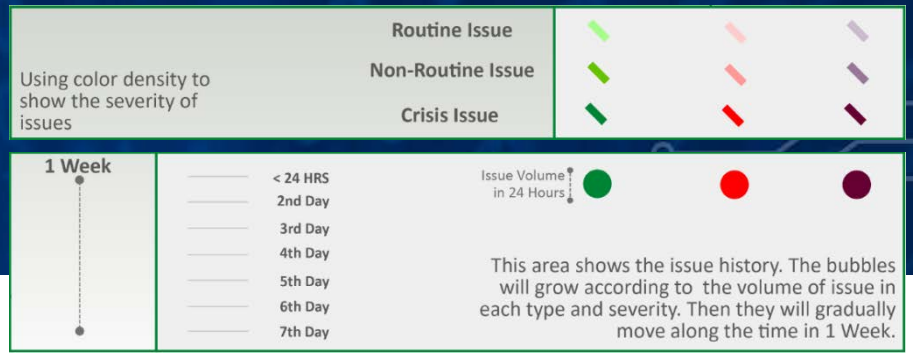 Routine Issue
Non-Routine Issue
Using color density to
show the severity of
issues
Crisis Issue
1 Week
< 24 HRS
2nd Day
3rd Day
4th Day
5th Day
6th Day
7th Day
Issue Volume
in 24 Hours
This area shows the issue history. The bubbles
will grow according to the volume of issue in
each type and severity. Then they will gradually
move along the time in 1 Week.